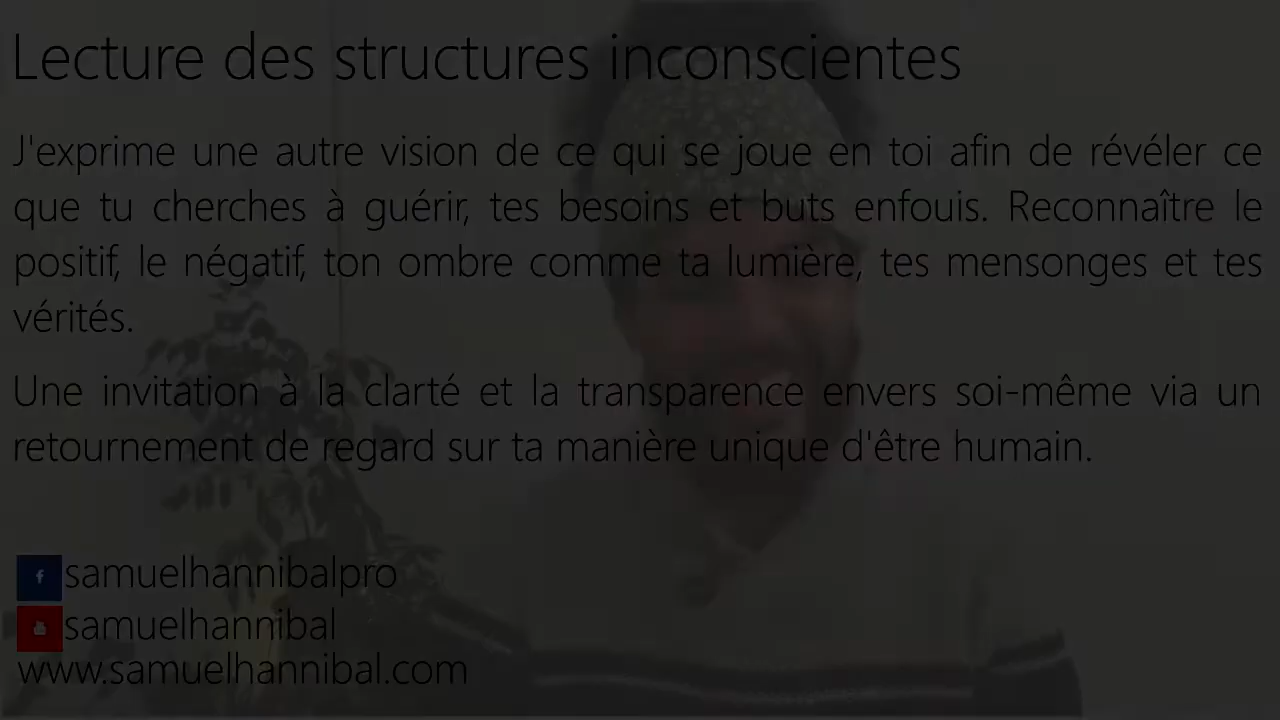 Lecture des structures inconscientes
J'exprime une autre vision de ce qui se joue en toi afin de révéler ce
que tu cherches à guérir, tes besoins et buts enfouis. Reconnaître le
positif, le négatif, ton ombre comme ta lumière, tes mensonges et tes
vérités.
Une invitation à la clarté et la transparence envers soi-même via un
retournement de regard sur ta manière unique d'être humain.
samuelhannibalpro
samuelhannibal
www.samuelhannibal.com